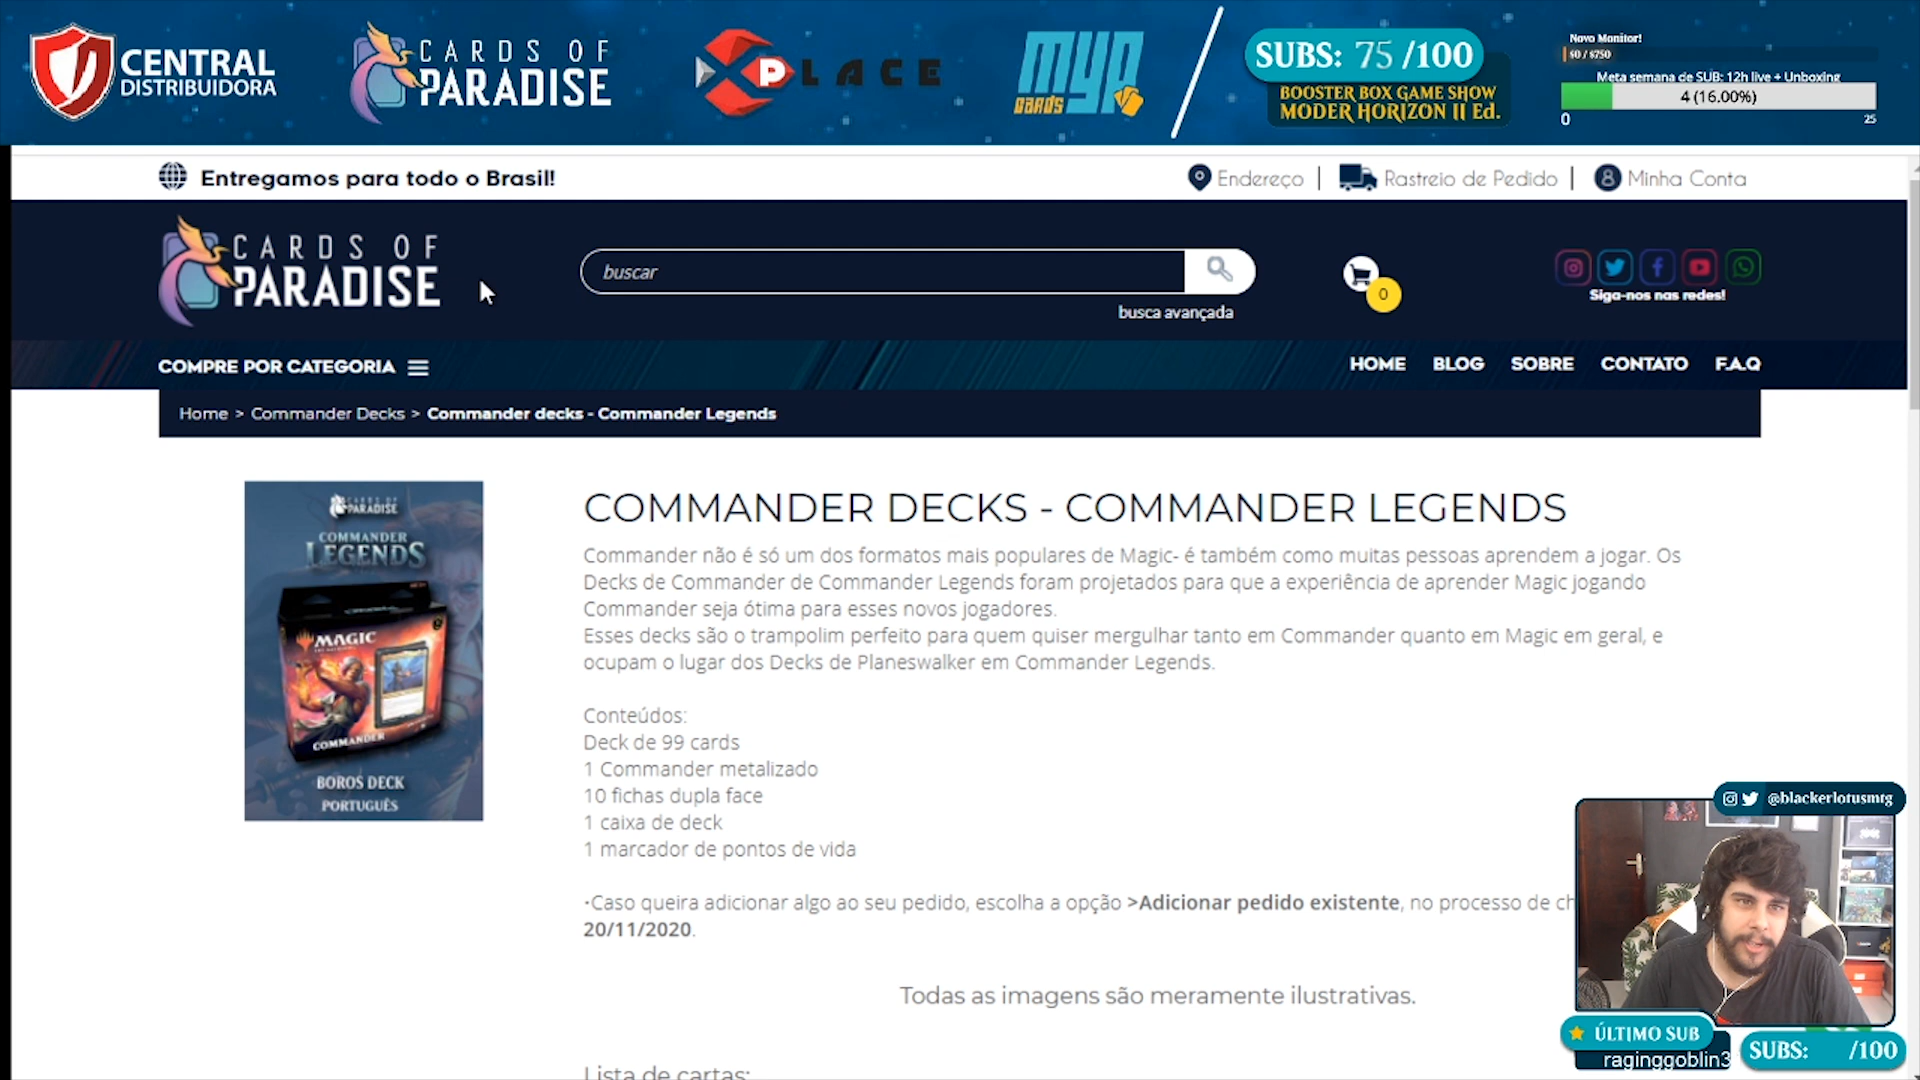 CENTRAL
DISTRIBUIDORA
CARDS OF
PARADISE
XPLACE
MYP
cards
SUBS: 75 /100
BOOSTER BOX GAME SHOW
MODER HORIZON II Ed.
Novo Monitor!
$0 / $750
Meta semana de SUB: 12h live + Unboxing
4 (16.00%)
0
25
Entregamos para todo o Brasil!
Endereço
Rastreio de Pedido
Minha Conta
CARDS OF
PARADISE
buscar
busca avançada
0
Siga-nos nas redes!
COMPRE POR CATEGORIA
HOME
BLOG
SOBRE
CONTATO
F.A.Q
Home > Commander Decks > Commander decks - Commander Legends
CARDS OF
PARADISE
COMMANDER
LEGENDS
MAGIC
COMMANDER
BOROS DECK
PORTUGUÊS
COMMANDER DECKS - COMMANDER LEGENDS
Commander não é só um dos formatos mais populares de Magic- é também como muitas pessoas aprendem a jogar. Os
Decks de Commander de Commander Legends foram projetados para que a experiência de aprender Magic jogando
Commander seja ótima para esses novos jogadores.
Esses decks são o trampolim perfeito para quem quiser mergulhar tanto em Commander quanto em Magic em geral, e
ocupam o lugar dos Decks de Planeswalker em Commander Legends.
Conteúdos:
Deck de 99 cards
1 Commander metalizado
10 fichas dupla face
1 caixa de deck
1 marcador de pontos de vida
•Caso queira adicionar algo ao seu pedido, escolha a opção >Adicionar pedido existente, no processo de ch
20/11/2020.
Todas as imagens são meramente ilustrativas.
Lista de cartas:
@blackerlotusmtg
ÚLTIMO SUB
raginggoblin3
SUBS: /100